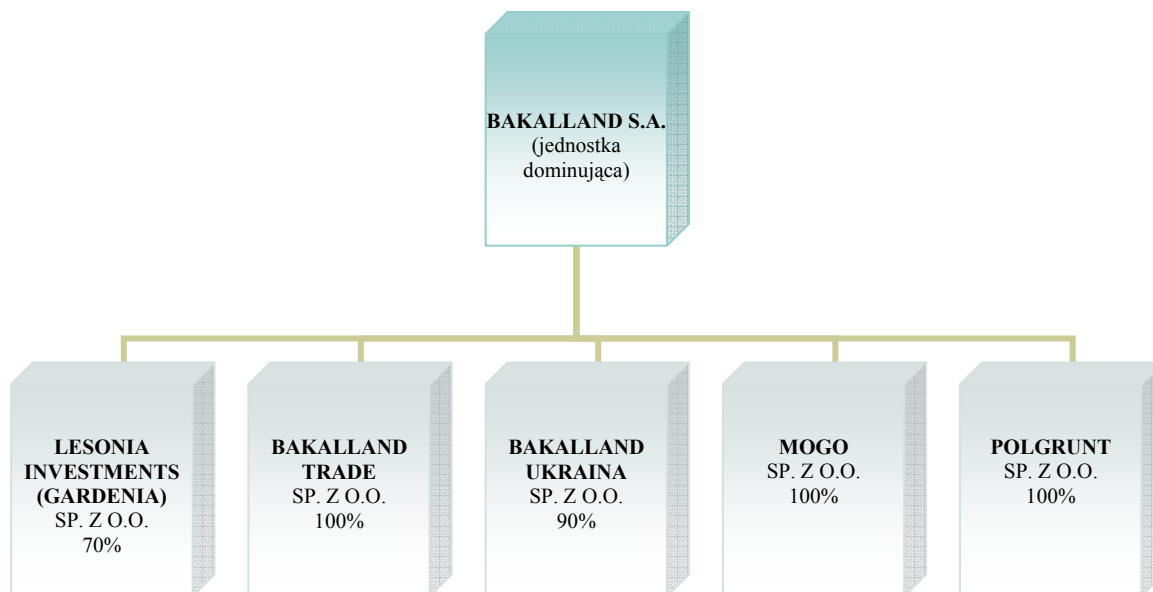 BAKALLAND S.A.
(jednostka
dominująca)
LESONIA
INVESTMENTS
(GARDENIA)
SP. Z O.O.
70%
BAKALLAND
TRADE
SP. Z O.O.
100%
BAKALLAND
UKRAINA
SP. Z O.O.
90%
MOGO
SP. Z O.O.
100%
POLGRUNT
SP. Z O.O.
100%